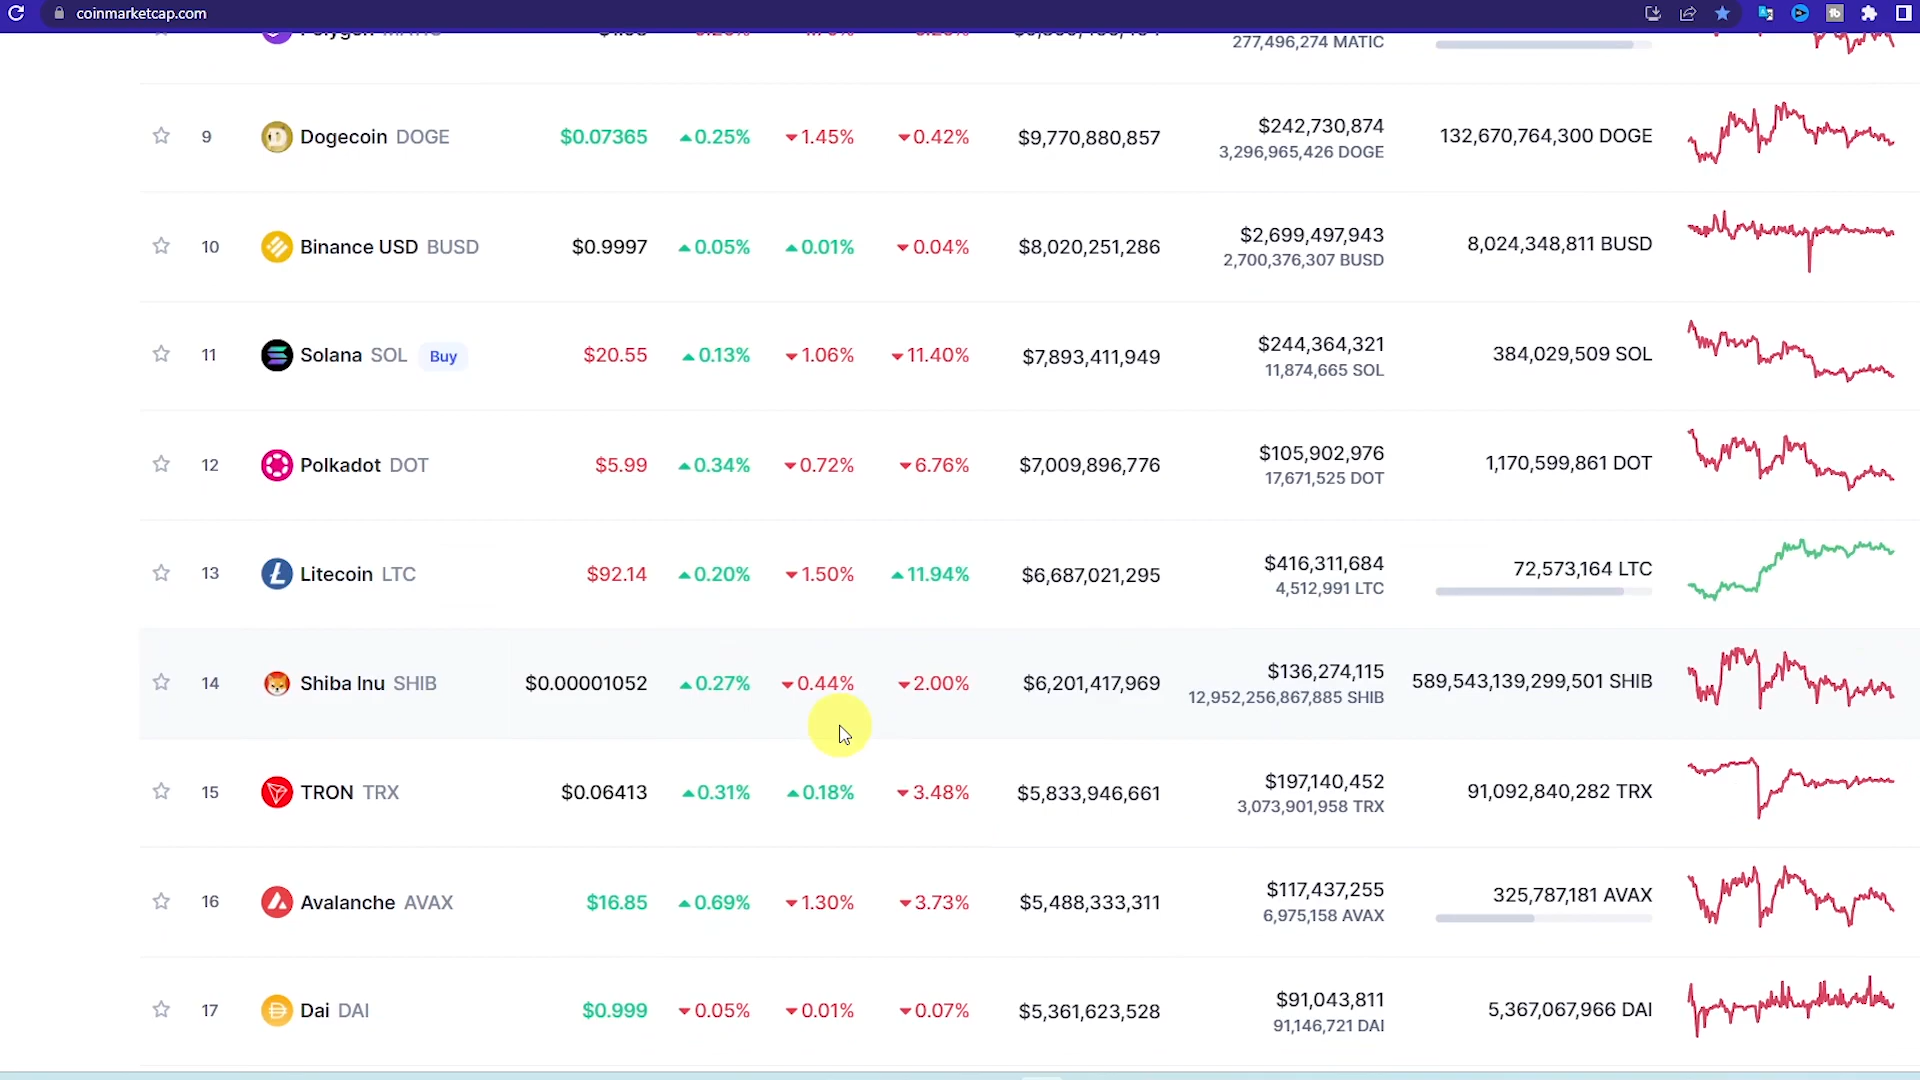 coinmarketcap.com
277,496,274 MATIC
9 Dogecoin DOGE $0.07365 0.25% 1.45% 0.42% $9,770,880,857 $242,730,874 132,670,764,300 DOGE
3,296,965,426 DOGE
10 Binance USD BUSD $0.9997 0.05% 0.01% 0.04% $8,020,251,286 $2,699,497,943 8,024,348,811 BUSD
2,700,376,307 BUSD
11 Solana SOL Buy $20.55 0.13% 1.06% 11.40% $7,893,411,949 $244,364,321 384,029,509 SOL
11,874,665 SOL
12 Polkadot DOT $5.99 0.34% 0.72% 6.76% $7,009,896,776 $105,902,976 1,170,599,861 DOT
17,671,525 DOT
13 Litecoin LTC $92.14 0.20% 1.50% 11.94% $6,687,021,295 $416,311,684 72,573,164 LTC
4,512,991 LTC
14 Shiba Inu SHIB $0.00001052 0.27% 0.44% 2.00% $6,201,417,969 $136,274,115 589,543,139,299,501 SHIB
12,952,256,867,885 SHIB
15 TRON TRX $0.06413 0.31% 0.18% 3.48% $5,833,946,661 $197,140,452 91,092,840,282 TRX
3,073,901,958 TRX
16 Avalanche AVAX $16.85 0.69% 1.30% 3.73% $5,488,333,311 $117,437,255 325,787,181 AVAX
6,975,158 AVAX
17 Dai DAI $0.999 0.05% 0.01% 0.07% $5,361,623,528 $91,043,811 5,367,067,966 DAI
91,146,721 DAI